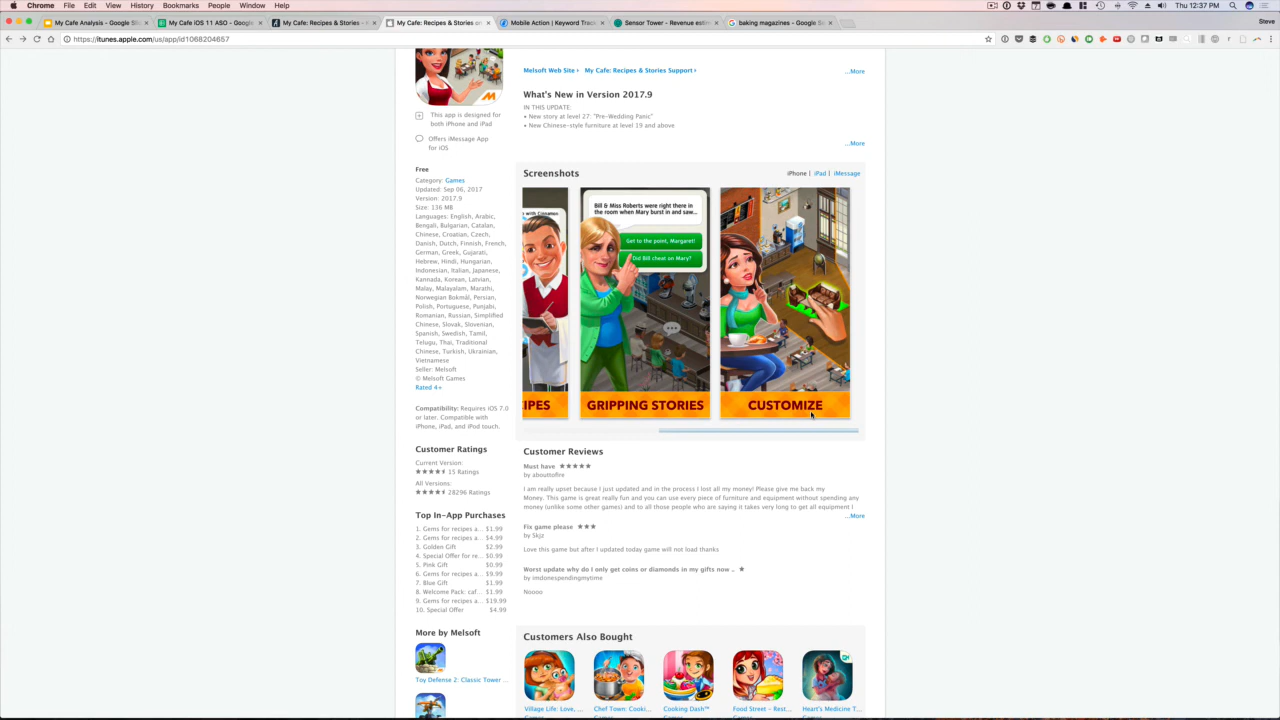 Chrome File Edit View History Bookmarks People Window Help
Thu 12:37 PM
My Cafe Analysis - Google Sli
My Cafe iOS 11 ASO - Google
My Cafe: Recipes & Stories -
My Cafe: Recipes & Stories on
Mobile Action | Keyword Track
Sensor Tower - Revenue estim
baking magazines - Google Se
Steve
https://itunes.apple.com/us/app/id1068204657
This app is designed for
both iPhone and iPad
Offers iMessage App
for iOS
Free
Category: Games
Updated: Sep 06, 2017
Version: 2017.9
Size: 136 MB
Languages: English, Arabic,
Bengali, Bulgarian, Catalan,
Chinese, Croatian, Czech,
Danish, Dutch, Finnish, French,
German, Greek, Gujarati,
Hebrew, Hindi, Hungarian,
Indonesian, Italian, Japanese,
Kannada, Korean, Latvian,
Malay, Malayalam, Marathi,
Norwegian Bokmål, Persian,
Polish, Portuguese, Punjabi,
Romanian, Russian, Simplified
Chinese, Slovak, Slovenian,
Spanish, Swedish, Tamil,
Telugu, Thai, Traditional
Chinese, Turkish, Ukrainian,
Vietnamese
Seller: Melsoft
© Melsoft Games
Rated 4+
Compatibility: Requires iOS 7.0
or later. Compatible with
iPhone, iPad, and iPod touch.
Customer Ratings
Current Version:
15 Ratings
All Versions:
28296 Ratings
Top In-App Purchases
1. Gems for recipes a... $1.99
2. Gems for recipes a... $4.99
3. Golden Gift $2.99
4. Special Offer for re... $0.99
5. Pink Gift $0.99
6. Gems for recipes a... $9.99
7. Blue Gift $1.99
8. Welcome Pack: caf... $1.99
9. Gems for recipes a... $19.99
10. Special Offer $4.99
More by Melsoft
Toy Defense 2: Classic Tower ...
Melsoft Web Site › My Cafe: Recipes & Stories Support ›
...More
What's New in Version 2017.9
IN THIS UPDATE:
• New story at level 27: "Pre-Wedding Panic"
• New Chinese-style furniture at level 19 and above
...More
Screenshots
iPhone | iPad | iMessage
with Cinnamon
IPES
Bill & Miss Roberts were right there in
the room when Mary burst in and saw...
Get to the point, Margaret!
Did Bill cheat on Mary?
GRIPPING STORIES
CUSTOMIZE
Customer Reviews
Must have ★★★★★
by abouttofire
I am really upset because I just updated and in the process I lost all my money! Please give me back my
Money. This game is great really fun and you can use every piece of furniture and equipment without spending any
money (unlike some other games) and to all those people who are saying it takes very long to get all equipment I
...More
Fix game please ★★★
by Skjz
Love this game but after I updated today game will not load thanks
Worst update why do I only get coins or diamonds in my gifts now .. ★
by rmdonespendingmytime
Noooo
Customers Also Bought
Village Life: Love, ...
Chef Town: Cooki...
Cooking Dash™
Food Street - Rest...
Heart's Medicine T...